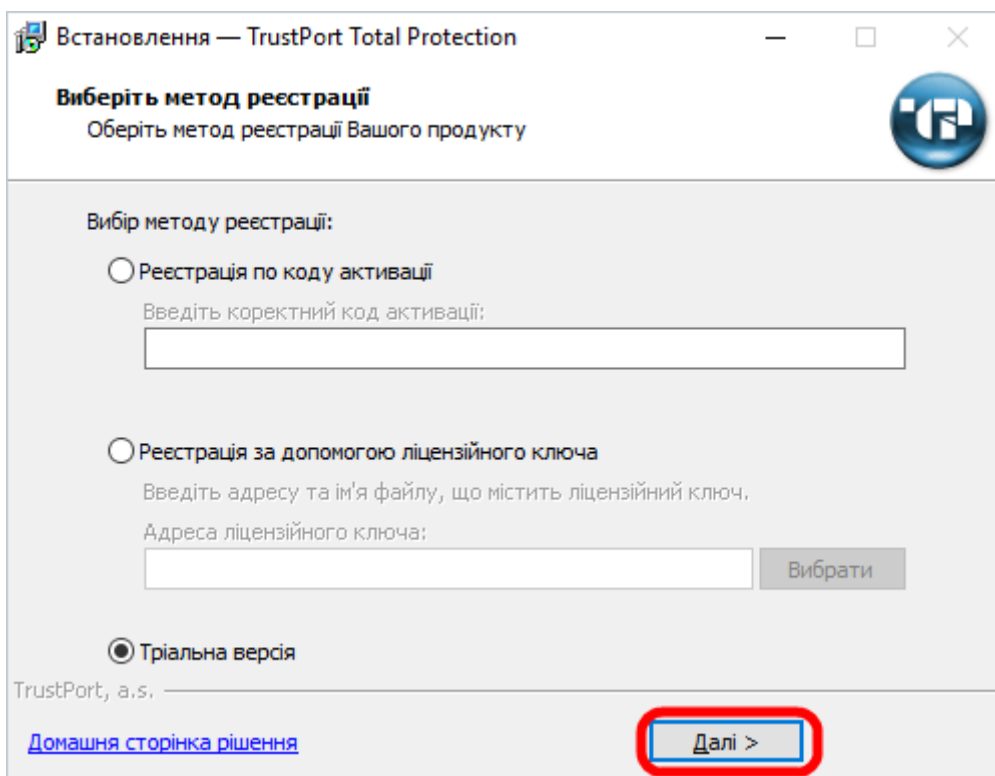 Встановлення — TrustPort Total Protection
Виберіть метод реєстрації
Оберіть метод реєстрації Вашого продукту
Вибір методу реєстрації:
Реєстрація по коду активації
Введіть коректний код активації:
Реєстрація за допомогою ліцензійного ключа
Введіть адресу та ім'я файлу, що містить ліцензійний ключ.
Адреса ліцензійного ключа:
Вибрати
Тріальна версія
TrustPort, a.s.
Домашня сторінка рішення
Далі >